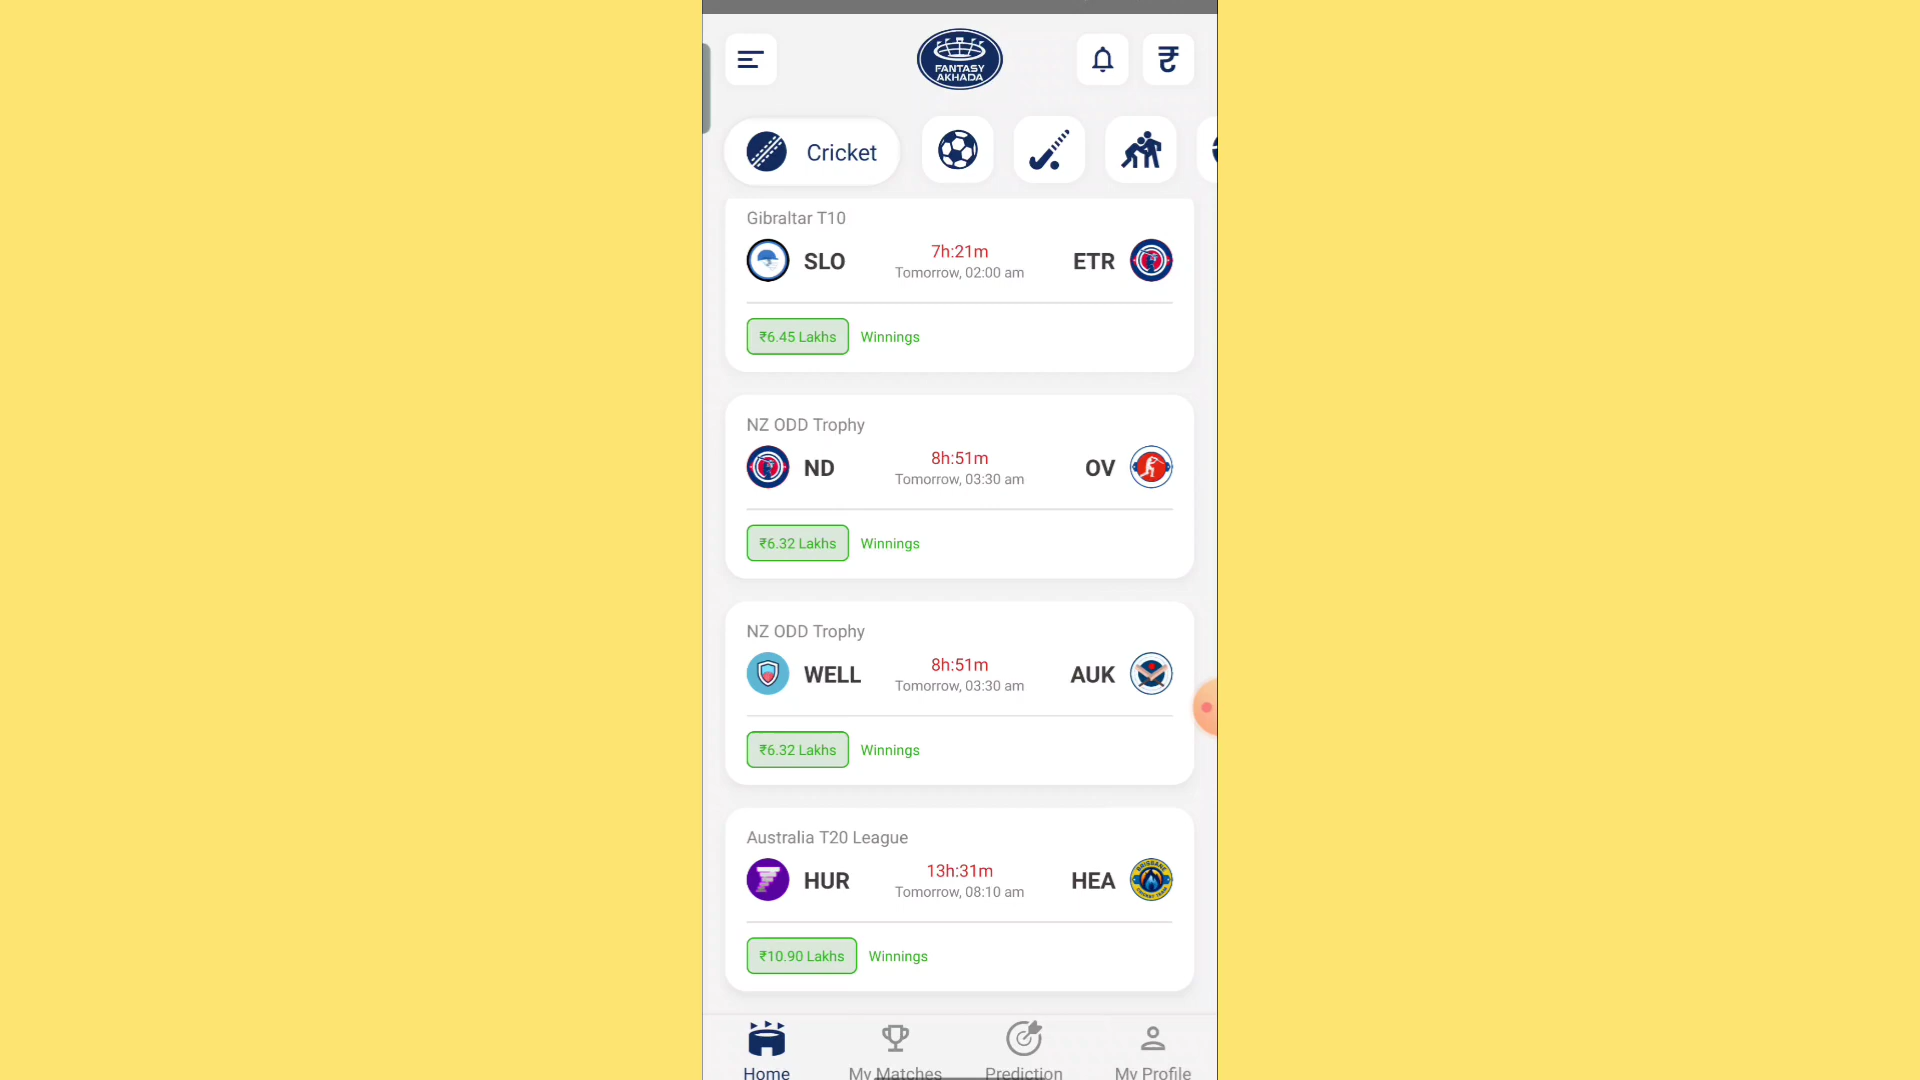 FANTASY
AKHADA
Cricket
Gibraltar T10
SLO
7h:21m
Tomorrow, 02:00 am
ETR
₹6.45 Lakhs
Winnings
NZ ODD Trophy
ND
8h:51m
Tomorrow, 03:30 am
OV
₹6.32 Lakhs
Winnings
NZ ODD Trophy
WELL
8h:51m
Tomorrow, 03:30 am
AUK
₹6.32 Lakhs
Winnings
Australia T20 League
HUR
13h:31m
Tomorrow, 08:10 am
HEA
BRISBANE
₹10.90 Lakhs
Winnings
Home
My Matches
Prediction
My Profile